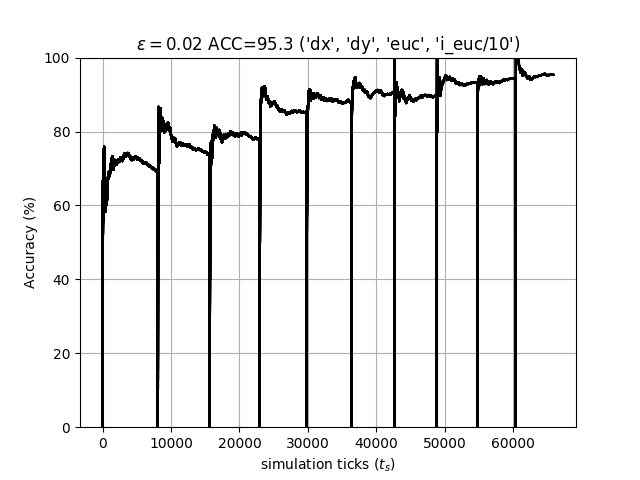 ε = 0.02 ACC=95.3 ('dx', 'dy', 'euc', 'i_euc/10')
100
80
60
40
20
0
Accuracy (%)
0 10000 20000 30000 40000 50000 60000
simulation ticks (tₛ)